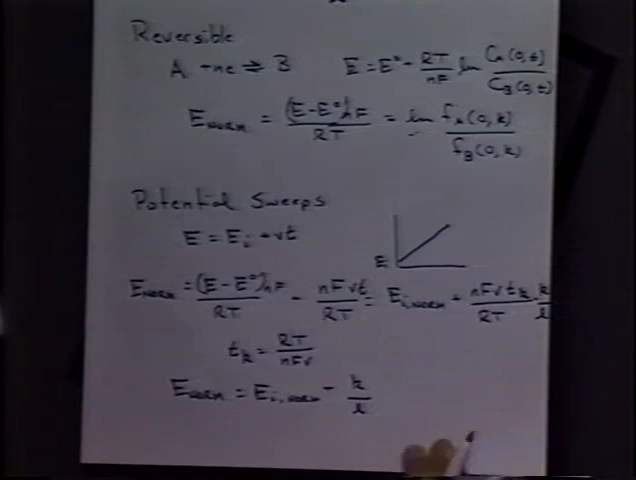 Reversible
A - ne ⇌ B    E = E° - RT/nF ln C_A(0,t)/C_B(0,t)
E_NORM = (E-E°)nF/RT = ln f_A(0,k)/f_B(0,k)
Potential Sweeps
E = E_i - vt
E_i
E_NORM = (E-E°)nF/RT - nFvt/RT = E_i,NORM - nFvt_k/RT · k/l
t_k = RT/nFv
E_NORM = E_i,NORM - k/l